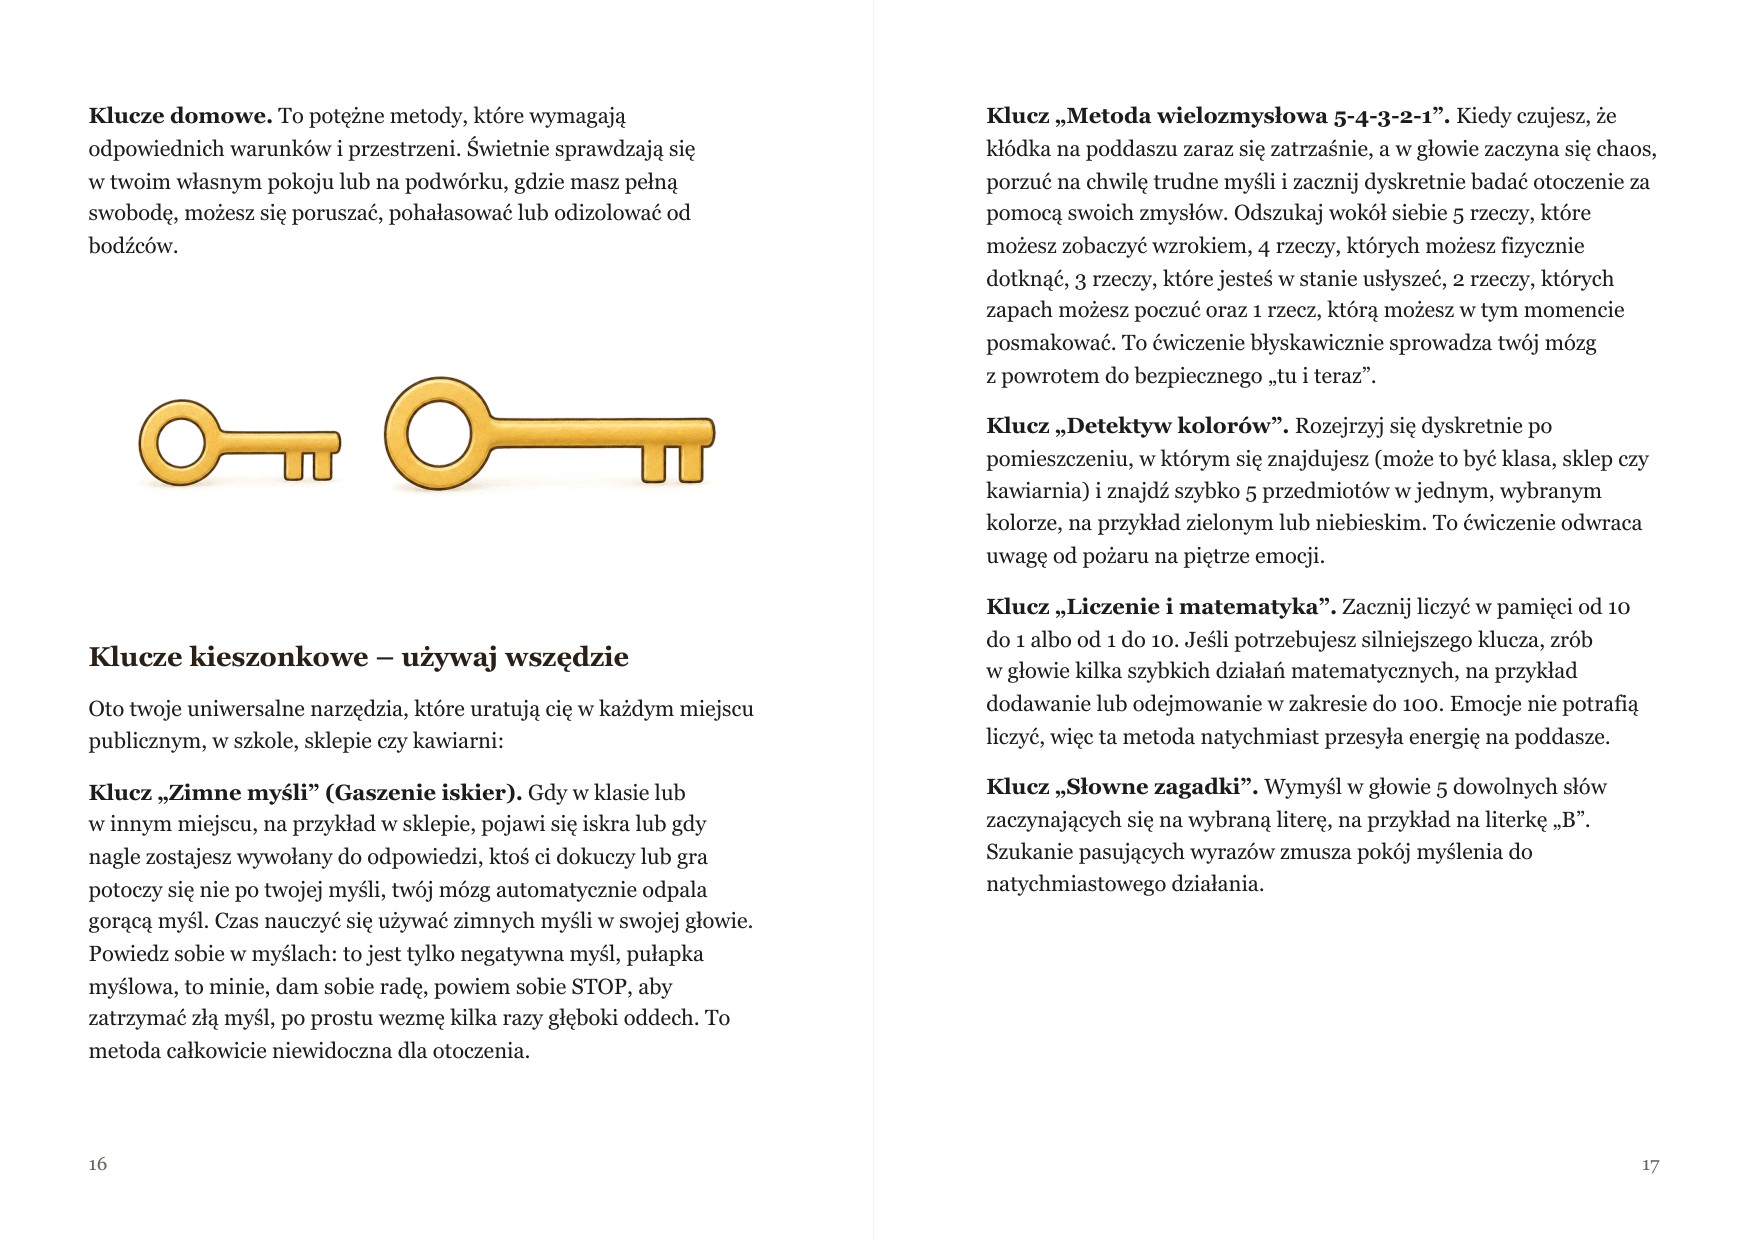 Klucze domowe. To potężne metody, które wymagają
odpowiednich warunków i przestrzeni. Świetnie sprawdzają się
w twoim własnym pokoju lub na podwórku, gdzie masz pełną
swobodę, możesz się poruszać, pohałasować lub odizolować od
bodźców.
Klucze kieszonkowe – używaj wszędzie
Oto twoje uniwersalne narzędzia, które uratują cię w każdym miejscu
publicznym, w szkole, sklepie czy kawiarni:
Klucz „Zimne myśli” (Gaszenie iskier). Gdy w klasie lub
w innym miejscu, na przykład w sklepie, pojawi się iskra lub gdy
nagle zostajesz wywołany do odpowiedzi, ktoś ci dokuczy lub gra
potoczy się nie po twojej myśli, twój mózg automatycznie odpala
gorącą myśl. Czas nauczyć się używać zimnych myśli w swojej głowie.
Powiedz sobie w myślach: to jest tylko negatywna myśl, pułapka
myślowa, to minie, dam sobie radę, powiem sobie STOP, aby
zatrzymać złą myśl, po prostu wezmę kilka razy głęboki oddech. To
metoda całkowicie niewidoczna dla otoczenia.
16
Klucz „Metoda wielozmysłowa 5-4-3-2-1”. Kiedy czujesz, że
kłódka na poddaszu zaraz się zatrzaśnie, a w głowie zaczyna się chaos,
porzuć na chwilę trudne myśli i zacznij dyskretnie badać otoczenie za
pomocą swoich zmysłów. Odszukaj wokół siebie 5 rzeczy, które
możesz zobaczyć wzrokiem, 4 rzeczy, których możesz fizycznie
dotknąć, 3 rzeczy, które jesteś w stanie usłyszeć, 2 rzeczy, których
zapach możesz poczuć oraz 1 rzecz, którą możesz w tym momencie
posmakować. To ćwiczenie błyskawicznie sprowadza twój mózg
z powrotem do bezpiecznego „tu i teraz”.
Klucz „Detektyw kolorów”. Rozejrzyj się dyskretnie po
pomieszczeniu, w którym się znajdujesz (może to być klasa, sklep czy
kawiarnia) i znajdź szybko 5 przedmiotów w jednym, wybranym
kolorze, na przykład zielonym lub niebieskim. To ćwiczenie odwraca
uwagę od pożaru na piętrze emocji.
Klucz „Liczenie i matematyka”. Zacznij liczyć w pamięci od 10
do 1 albo od 1 do 10. Jeśli potrzebujesz silniejszego klucza, zrób
w głowie kilka szybkich działań matematycznych, na przykład
dodawanie lub odejmowanie w zakresie do 100. Emocje nie potrafią
liczyć, więc ta metoda natychmiast przesyła energię na poddasze.
Klucz „Słowne zagadki”. Wymyśl w głowie 5 dowolnych słów
zaczynających się na wybraną literę, na przykład na literkę „B”.
Szukanie pasujących wyrazów zmusza pokój myślenia do
natychmiastowego działania.
17